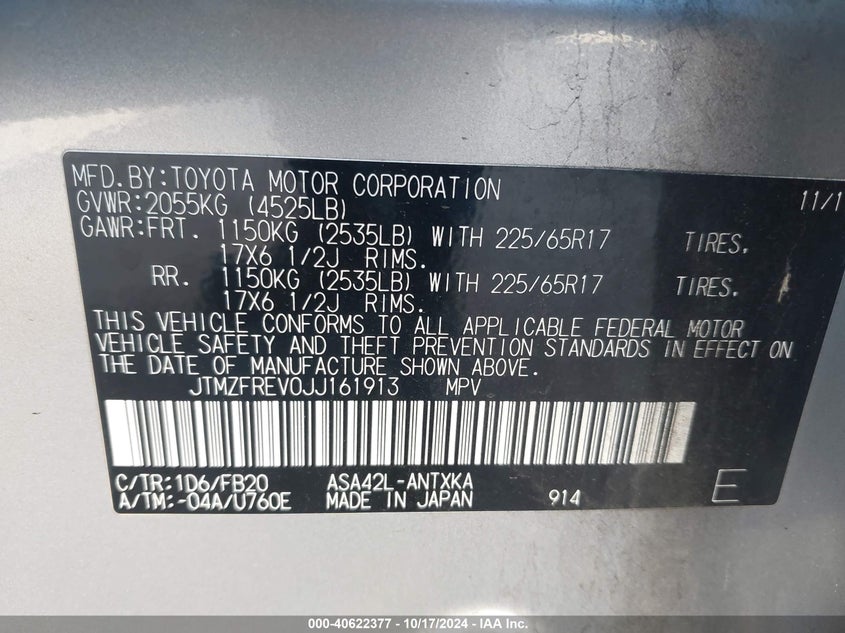 MFD.BY:TOYOTA MOTOR CORPORATION 11/1
GVWR:2055KG (4525LB)
GAWR:FRT. 1150KG (2535LB) WITH 225/65R17 TIRES.
17X6 1/2J RIMS.
RR. 1150KG (2535LB) WITH 225/65R17 TIRES.
17X6 1/2J RIMS.
THIS VEHICLE CONFORMS TO ALL APPLICABLE FEDERAL MOTOR
VEHICLE SAFETY AND THEFT PREVENTION STANDARDS IN EFFECT ON
THE DATE OF MANUFACTURE SHOWN ABOVE.
JTMZFREV0JJ161913 MPV
C/TR:1D6/FB20 ASA42L-ANTXKA
A/TM:-04A/U760E MADE IN JAPAN 914 E
000-40622377 - 10/17/2024 - IAA Inc.